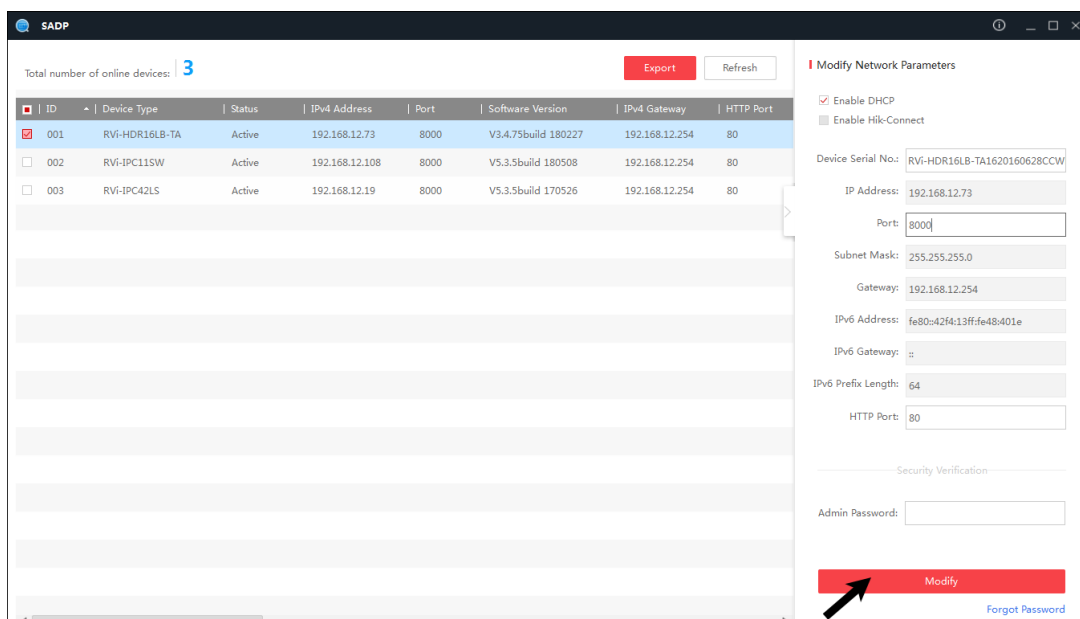 SADP
Total number of online devices: 3
Export
Refresh
ID Device Type Status IPv4 Address Port Software Version IPv4 Gateway HTTP Port
001 RVi-HDR16LB-TA Active 192.168.12.73 8000 V3.4.75build 180227 192.168.12.254 80
002 RVi-IPC11SW Active 192.168.12.108 8000 V5.3.5build 180508 192.168.12.254 80
003 RVi-IPC42LS Active 192.168.12.19 8000 V5.3.5build 170526 192.168.12.254 80
Modify Network Parameters
Enable DHCP
Enable Hik-Connect
Device Serial No.: RVi-HDR16LB-TA1620160628CCW
IP Address: 192.168.12.73
Port: 8000
Subnet Mask: 255.255.255.0
Gateway: 192.168.12.254
IPv6 Address: fe80::42f4:13ff:fe48:401e
IPv6 Gateway: ::
IPv6 Prefix Length: 64
HTTP Port: 80
Security Verification
Admin Password:
Modify
Forgot Password